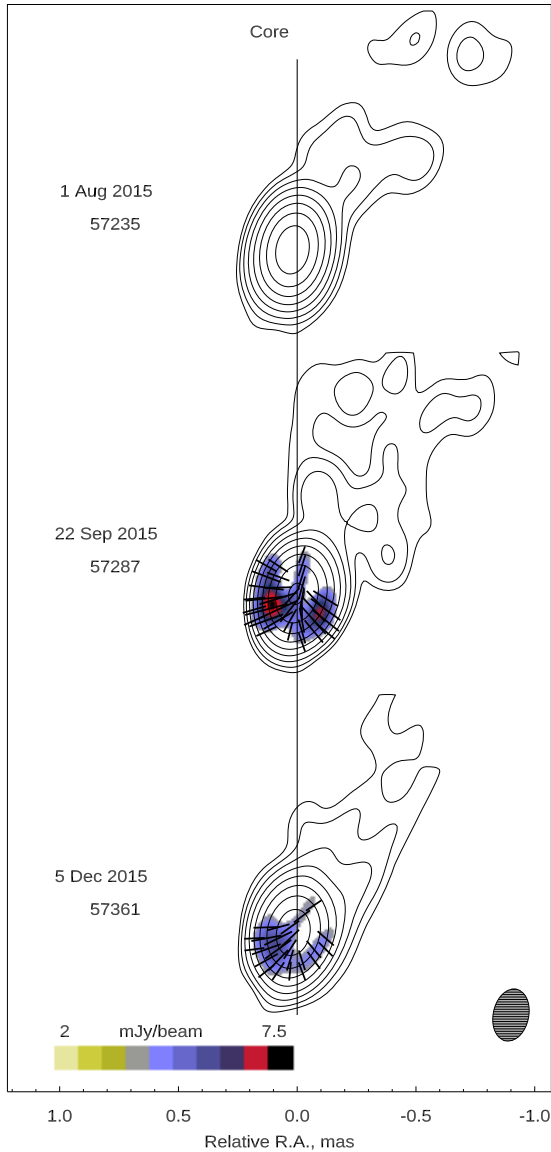 Core
1 Aug 2015
57235
22 Sep 2015
57287
5 Dec 2015
57361
2 mJy/beam 7.5
1.0 0.5 0.0 -0.5 -1.0
Relative R.A., mas